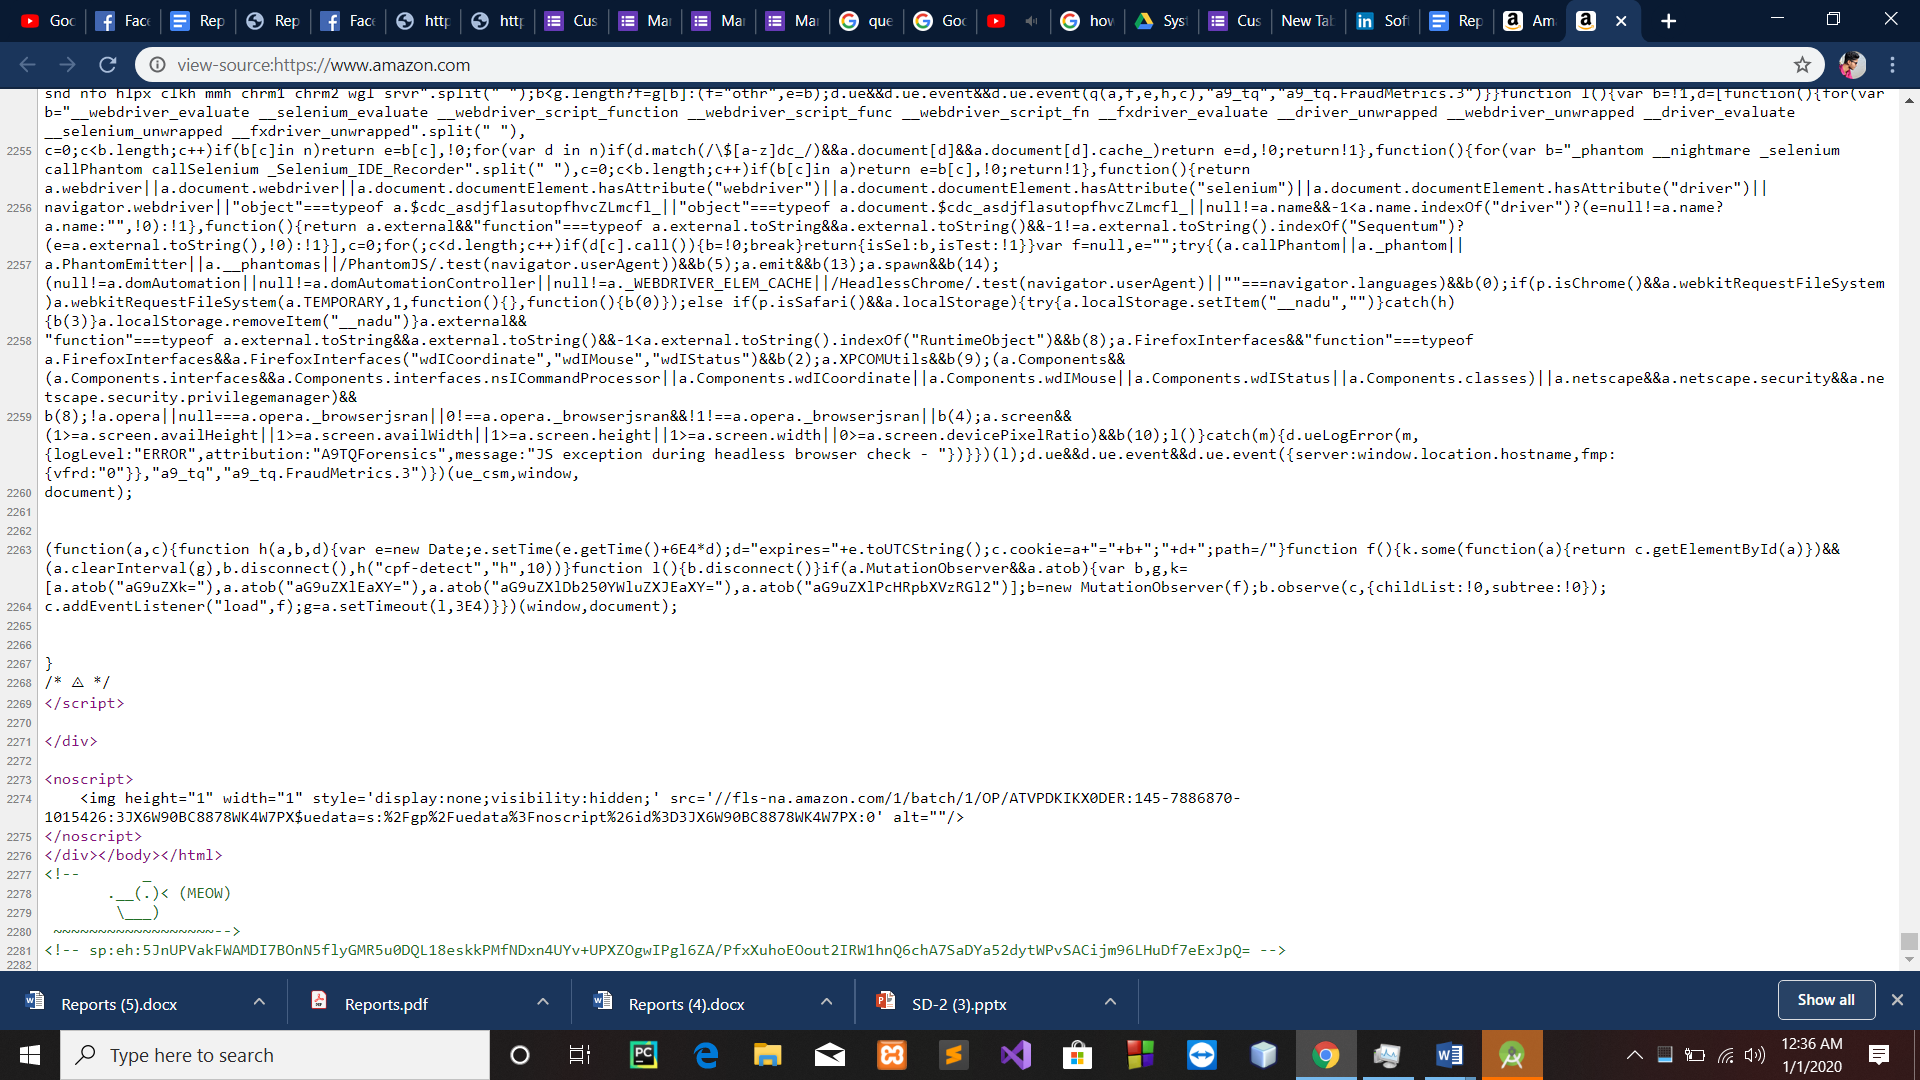 Goo
Face
Rep
Rep
Face
http
http
Cus
Mar
Mar
Mar
que
Goo
how
Syst
Cus
New Tab
Soft
Rep
Ama
view-source:https://www.amazon.com
snd nfo hlpx clkh mmh chrm1 chrm2 wgl srvr".split(" ");b<g.length?f=g[b]:(f="othr",e=b);d.ue&&d.ue.event&&d.ue.event(q(a,f,e,h,c),"a9_tq","a9_tq.FraudMetrics.3")}}function l(){var b=!1,d=[function(){for(var
b="__webdriver_evaluate __selenium_evaluate __webdriver_script_function __webdriver_script_func __webdriver_script_fn __fxdriver_evaluate __driver_unwrapped __webdriver_unwrapped __driver_evaluate
__selenium_unwrapped __fxdriver_unwrapped".split(" "),
2255 c=0;c<b.length;c++)if(b[c]in n)return e=b[c],!0;for(var d in n)if(d.match(/\$[a-z]dc_/)&&a.document[d]&&a.document[d].cache_)return e=d,!0;return!1},function(){for(var b="_phantom __nightmare _selenium
callPhantom callSelenium _Selenium_IDE_Recorder".split(" "),c=0;c<b.length;c++)if(b[c]in a)return e=b[c],!0;return!1},function(){return
a.webdriver||a.document.webdriver||a.document.documentElement.hasAttribute("webdriver")||a.document.documentElement.hasAttribute("selenium")||a.document.documentElement.hasAttribute("driver")||
2256 navigator.webdriver||"object"===typeof a.$cdc_asdjflasutopfhvcZLmcfl_||"object"===typeof a.document.$cdc_asdjflasutopfhvcZLmcfl_||null!=a.name&&-1<a.name.indexOf("driver")?(e=null!=a.name?
a.name:"",!0):!1},function(){return a.external&&"function"===typeof a.external.toString&&a.external.toString()&&-1!=a.external.toString().indexOf("Sequentum")?
(e=a.external.toString(),!0):!1}],c=0;for(;c<d.length;c++)if(d[c].call()){b=!0;break}return{isSel:b,isTest:!1}}var f=null,e="";try{(a.callPhantom||a._phantom||
2257 a.PhantomEmitter||a.__phantomas||/PhantomJS/.test(navigator.userAgent))&&b(5);a.emit&&b(13);a.spawn&&b(14);
(null!=a.domAutomation||null!=a.domAutomationController||null!=a._WEBDRIVER_ELEM_CACHE||/HeadlessChrome/.test(navigator.userAgent)||""===navigator.languages)&&b(0);if(p.isChrome()&&a.webkitRequestFileSystem
)a.webkitRequestFileSystem(a.TEMPORARY,1,function(){},function(){b(0)});else if(p.isSafari()&&a.localStorage){try{a.localStorage.setItem("__nadu","")}catch(h)
{b(3)}a.localStorage.removeItem("__nadu")}a.external&&
2258 "function"===typeof a.external.toString&&a.external.toString()&&-1<a.external.toString().indexOf("RuntimeObject")&&b(8);a.FirefoxInterfaces&&"function"===typeof
a.FirefoxInterfaces&&a.FirefoxInterfaces("wdICoordinate","wdIMouse","wdIStatus")&&b(2);a.XPCOMUtils&&b(9);(a.Components&&
(a.Components.interfaces&&a.Components.interfaces.nsICommandProcessor||a.Components.wdICoordinate||a.Components.wdIMouse||a.Components.wdIStatus||a.Components.classes)||a.netscape&&a.netscape.security&&a.ne
tscape.security.privilegemanager)&&
2259 b(8);!a.opera||null===a.opera._browserjsran||0!==a.opera._browserjsran&&!1!==a.opera._browserjsran||b(4);a.screen&&
(1>=a.screen.availHeight||1>=a.screen.availWidth||1>=a.screen.height||1>=a.screen.width||0>=a.screen.devicePixelRatio)&&b(10);l()}catch(m){d.ueLogError(m,
{logLevel:"ERROR",attribution:"A9TQForensics",message:"JS exception during headless browser check - "})}})(l);d.ue&&d.ue.event&&d.ue.event({server:window.location.hostname,fmp:
{vfrd:"0"}},"a9_tq","a9_tq.FraudMetrics.3")})(ue_csm,window,
2260 document);
2261
2262
2263 (function(a,c){function h(a,b,d){var e=new Date;e.setTime(e.getTime()+6E4*d);d="expires="+e.toUTCString();c.cookie=a+"="+b+";"+d+";path=/"}function f(){k.some(function(a){return c.getElementById(a)})&&
(a.clearInterval(g),b.disconnect(),h("cpf-detect","h",10))}function l(){b.disconnect()}if(a.MutationObserver&&a.atob){var b,g,k=
[a.atob("aG9uZXk="),a.atob("aG9uZXlEaXY="),a.atob("aG9uZXlDb250YWluZXJEaXY="),a.atob("aG9uZXlPcHRpbXVzRGl2")];b=new MutationObserver(f);b.observe(c,{childList:!0,subtree:!0});
2264 c.addEventListener("load",f);g=a.setTimeout(l,3E4)}})(window,document);
2265
2266
2267 }
2268 /* ◬ */
2269 </script>
2270
2271 </div>
2272
2273 <noscript>
2274 <img height="1" width="1" style='display:none;visibility:hidden;' src='//fls-na.amazon.com/1/batch/1/OP/ATVPDKIKX0DER:145-7886870-
1015426:3JX6W90BC8878WK4W7PX$uedata=s:%2Fgp%2Fuedata%3Fnoscript%26id%3D3JX6W90BC8878WK4W7PX:0' alt=""/>
2275 </noscript>
2276 </div></body></html>
2277 <!--       _
2278 .__(.)< (MEOW)
2279 \___)
2280 ~~~~~~~~~~~~~~~~~~-->
2281 <!-- sp:eh:5JnUPVakFWAMDI7BOnN5flyGMR5u0DQL18eskkPMfNDxn4UYv+UPXZOgwIPgl6ZA/PfxXuhoEOout2IRW1hnQ6chA7SaDYa52dytWPvSACijm96LHuDf7eExJpQ= -->
2282
Reports (5).docx
Reports.pdf
Reports (4).docx
SD-2 (3).pptx
Show all
Type here to search
12:36 AM
1/1/2020